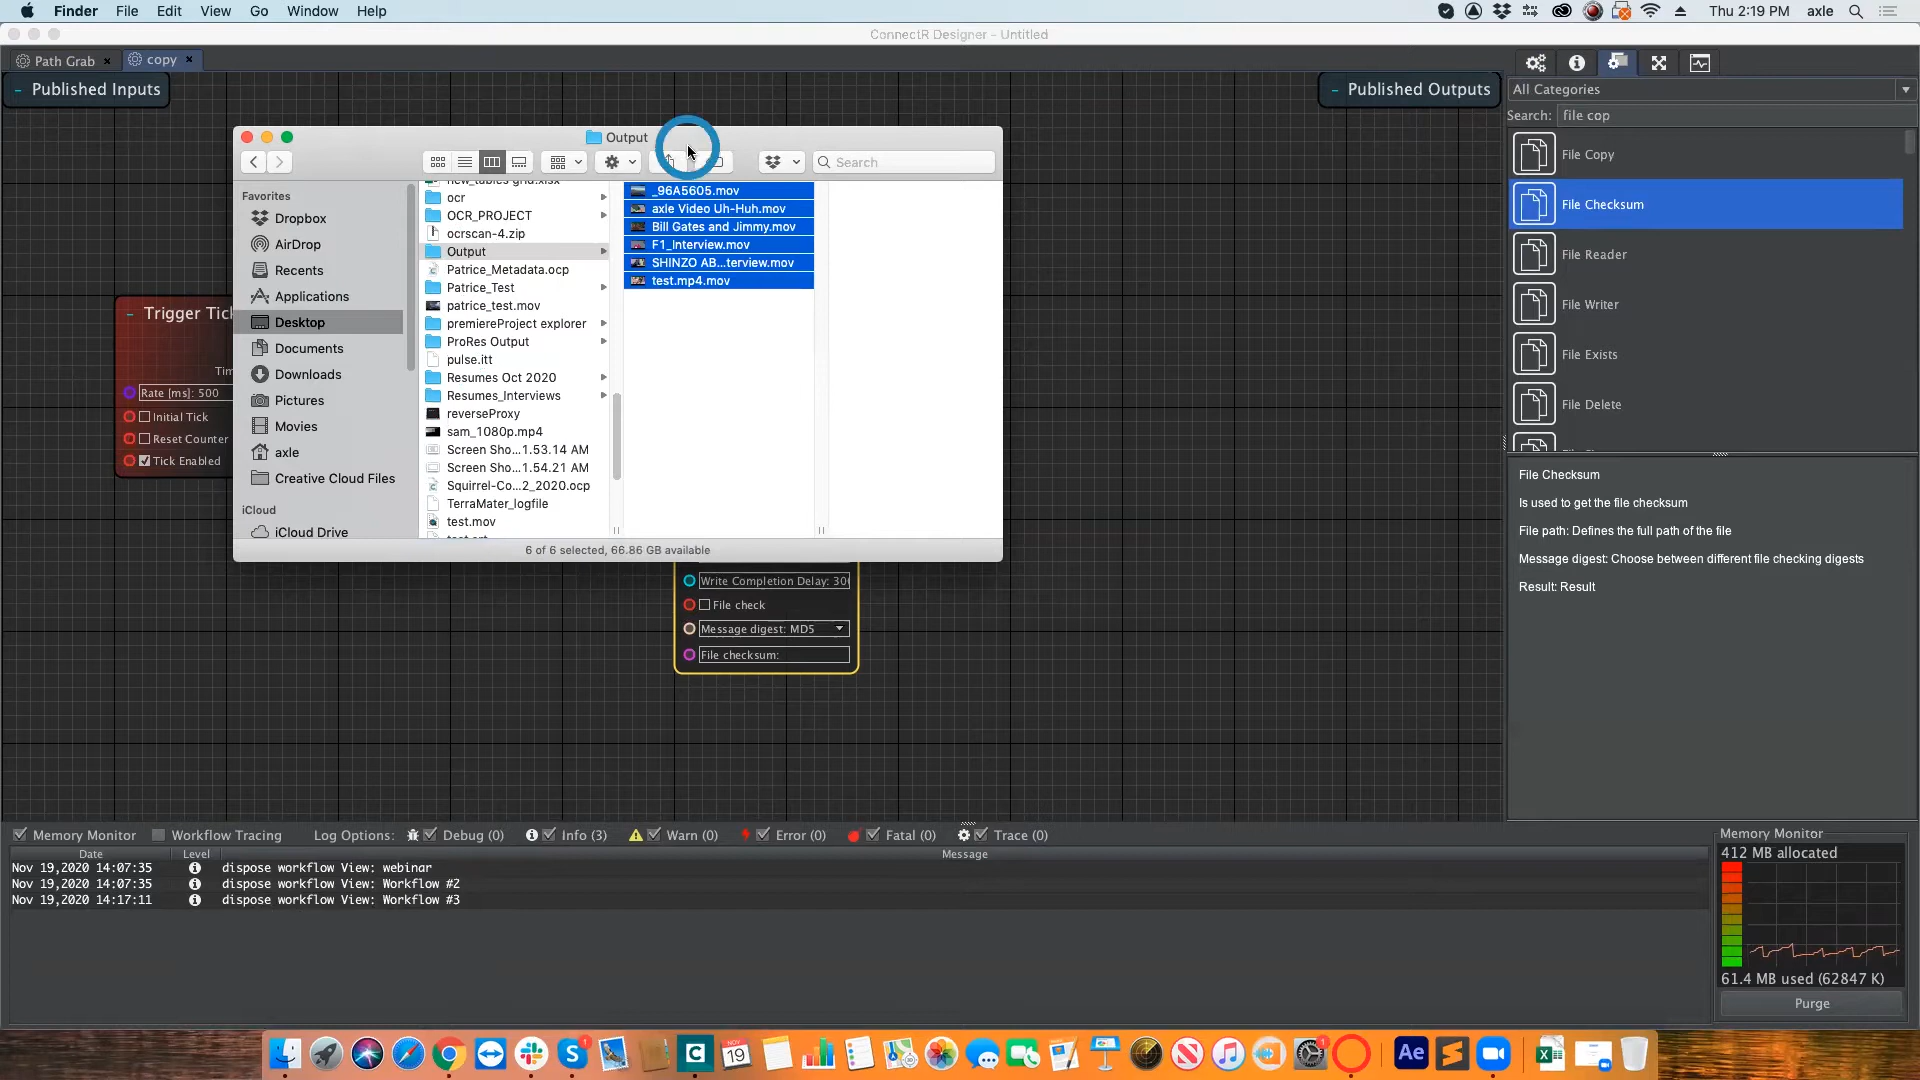 Finder File Edit View Go Window Help
Thu 2:19 PM axle
ConnectR Designer - Untitled
Path Grab × copy ×
Published Inputs
Published Outputs
All Categories
Search: file cop
File Copy
File Checksum
File Reader
File Writer
File Exists
File Delete
File Checksum
Is used to get the file checksum
File path: Defines the full path of the file
Message digest: Choose between different file checking digests
Result: Result
Trigger Tick
Rate [ms]: 500
Initial Tick
Reset Counter
Tick Enabled
Output
Search
Favorites
Dropbox
AirDrop
Recents
Applications
Desktop
Documents
Downloads
Pictures
Movies
axle
Creative Cloud Files
iCloud
iCloud Drive
ocr
OCR_PROJECT
ocrscan-4.zip
Output
Patrice_Metadata.ocp
Patrice_Test
patrice_test.mov
premiereProject explorer
ProRes Output
pulse.itt
Resumes Oct 2020
Resumes_Interviews
reverseProxy
sam_1080p.mp4
Screen Sho...1.53.14 AM
Screen Sho...1.54.21 AM
Squirrel-Co...2_2020.ocp
TerraMater_logfile
test.mov
_96A5605.mov
axle Video Uh-Huh.mov
Bill Gates and Jimmy.mov
F1_Interview.mov
SHINZO AB...terview.mov
test.mp4.mov
6 of 6 selected, 66.86 GB available
Write Completion Delay: 300
File check
Message digest: MD5
File checksum:
Memory Monitor Workflow Tracing Log Options: Debug (0) Info (3) Warn (0) Error (0) Fatal (0) Trace (0)
Date Level Message
Nov 19,2020 14:07:35 dispose workflow View: webinar
Nov 19,2020 14:07:35 dispose workflow View: Workflow #2
Nov 19,2020 14:17:11 dispose workflow View: Workflow #3
Memory Monitor
412 MB allocated
61.4 MB used (62847 K)
Purge
NOV
19
Ae